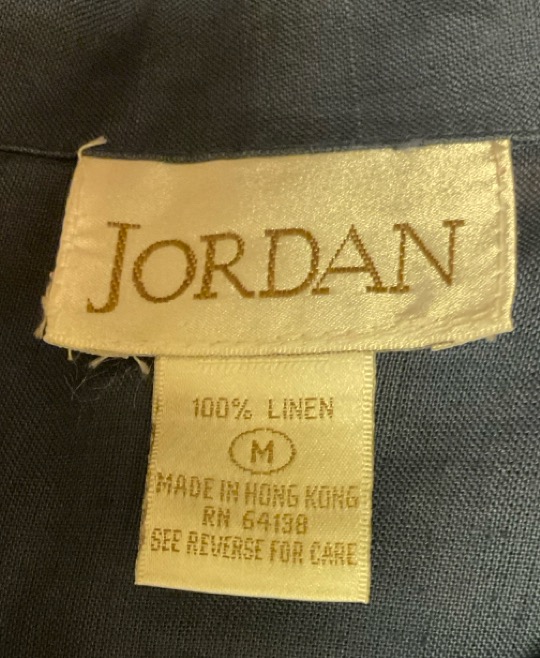 JORDAN
100% LINEN
M
MADE IN HONG KONG
RN 64138
SEE REVERSE FOR CARE